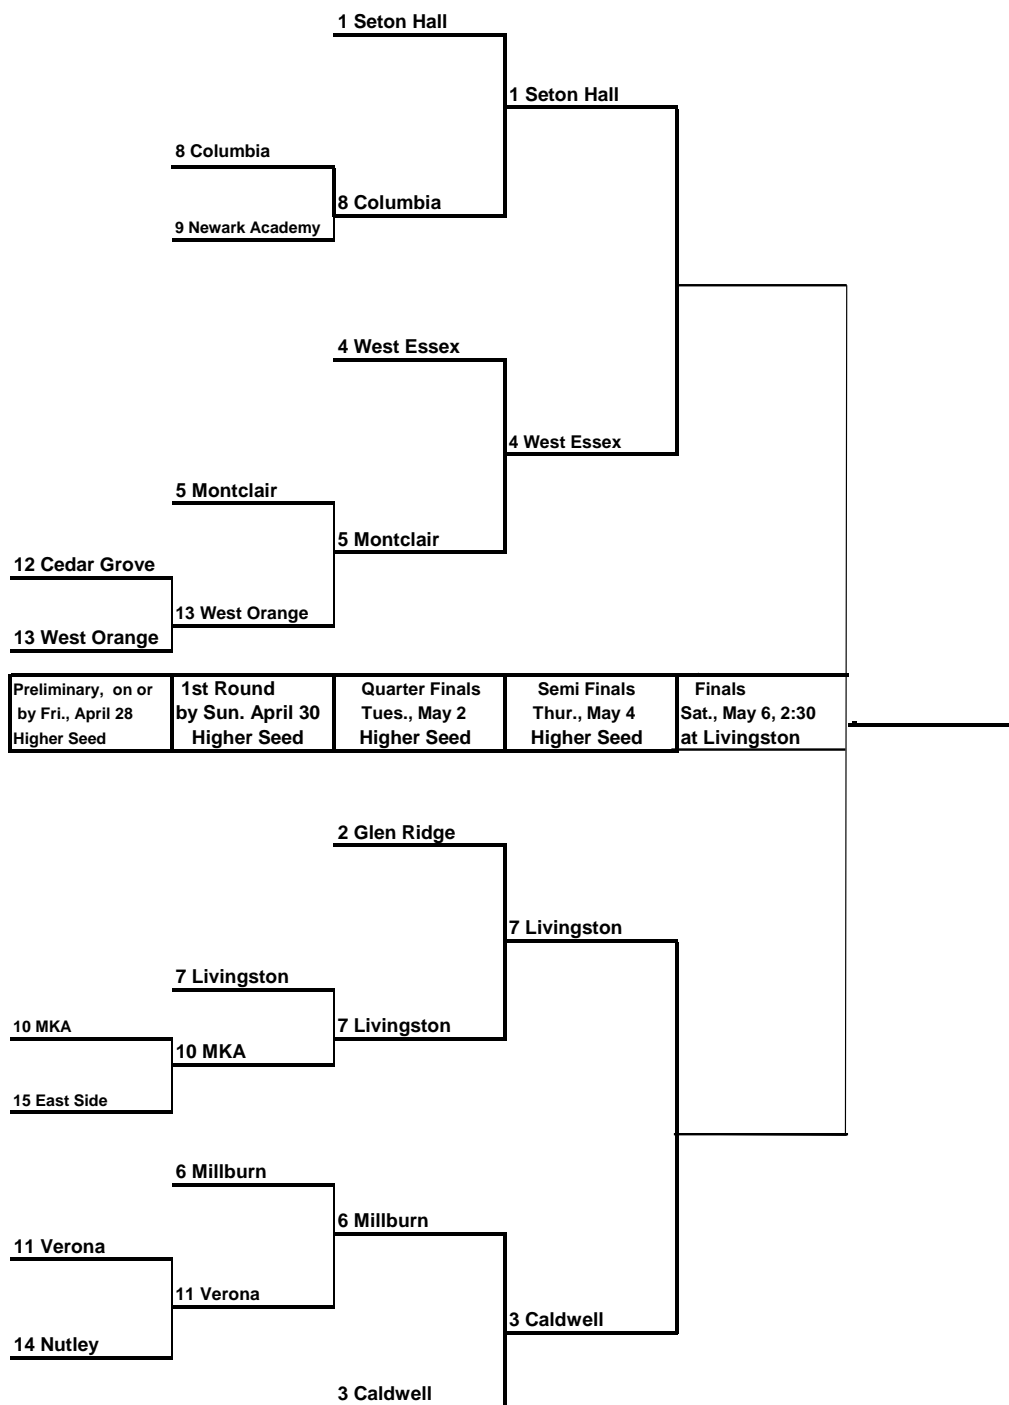 1 Seton Hall
1 Seton Hall
8 Columbia
8 Columbia
9 Newark Academy
4 West Essex
4 West Essex
5 Montclair
5 Montclair
12 Cedar Grove
13 West Orange
13 West Orange
Preliminary, on or
by Fri., April 28
Higher Seed
1st Round
by Sun. April 30
Higher Seed
Quarter Finals
Tues., May 2
Higher Seed
Semi Finals
Thur., May 4
Higher Seed
Finals
Sat., May 6, 2:30
at Livingston
2 Glen Ridge
7 Livingston
7 Livingston
10 MKA
7 Livingston
10 MKA
15 East Side
6 Millburn
6 Millburn
11 Verona
11 Verona
3 Caldwell
14 Nutley
3 Caldwell